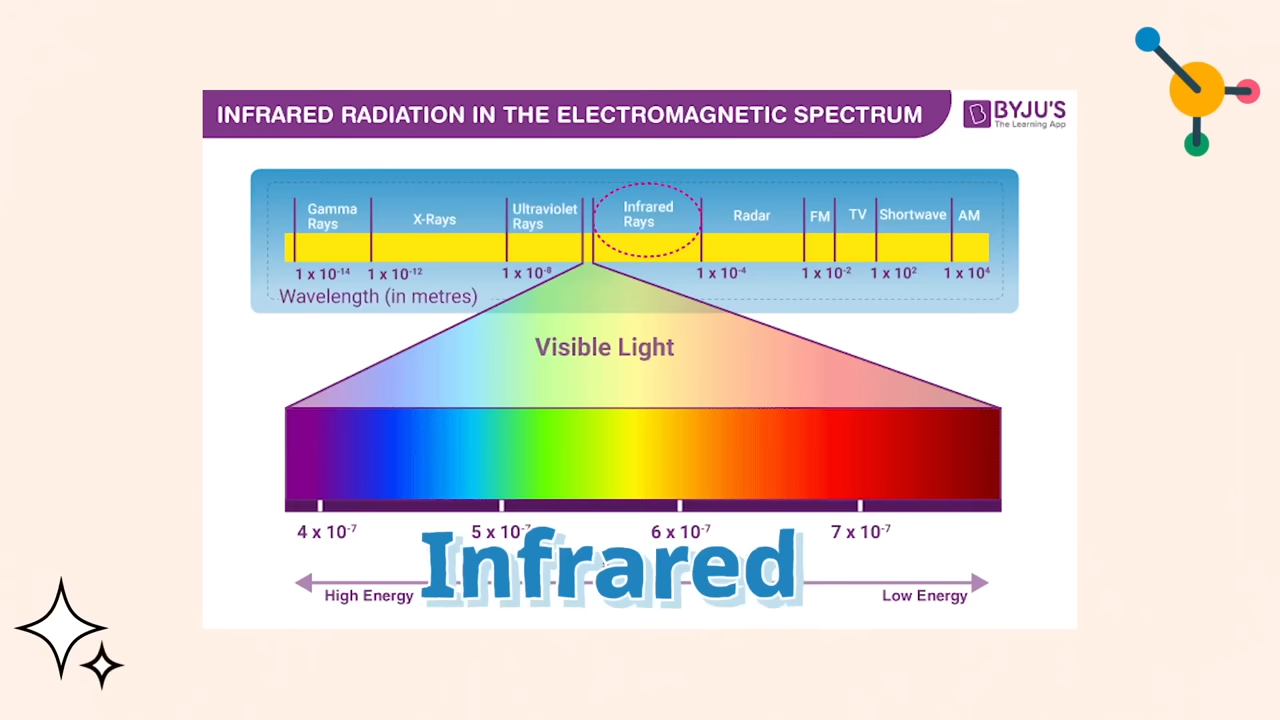 INFRARED RADIATION IN THE ELECTROMAGNETIC SPECTRUM
BYJU'S
The Learning App
Gamma
Rays
X-Rays
Ultraviolet
Rays
Infrared
Rays
Radar
FM
TV
Shortwave
AM
1 x 10⁻¹⁴
1 x 10⁻¹²
1 x 10⁻⁸
1 x 10⁻⁴
1 x 10⁻²
1 x 10²
1 x 10⁴
Wavelength (in metres)
Visible Light
4 x 10⁻⁷
5 x 10⁻⁷
6 x 10⁻⁷
7 x 10⁻⁷
Infrared
High Energy
Low Energy